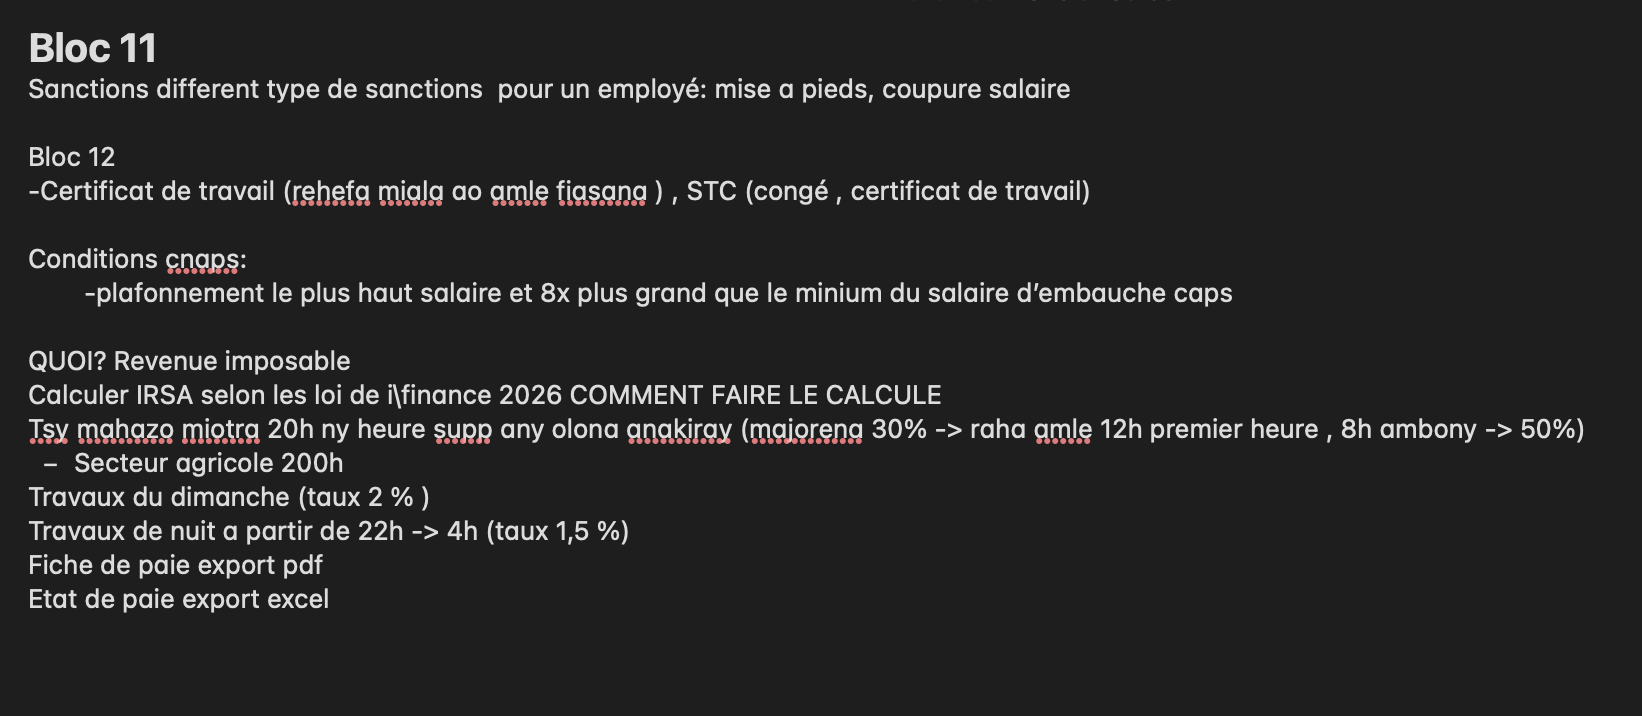 Bloc 11
Sanctions different type de sanctions  pour un employé: mise a pieds, coupure salaire
Bloc 12
-Certificat de travail (rehefa miala ao amle fiasana ) , STC (congé , certificat de travail)
Conditions cnaps:
-plafonnement le plus haut salaire et 8x plus grand que le minium du salaire d’embauche caps
QUOI? Revenue imposable
Calculer IRSA selon les loi de i\finance 2026 COMMENT FAIRE LE CALCULE
Tsy mahazo miotra 20h ny heure supp any olona anakiray (majorena 30% -> raha amle 12h premier heure , 8h ambony -> 50%)
– Secteur agricole 200h
Travaux du dimanche (taux 2 % )
Travaux de nuit a partir de 22h -> 4h (taux 1,5 %)
Fiche de paie export pdf
Etat de paie export excel